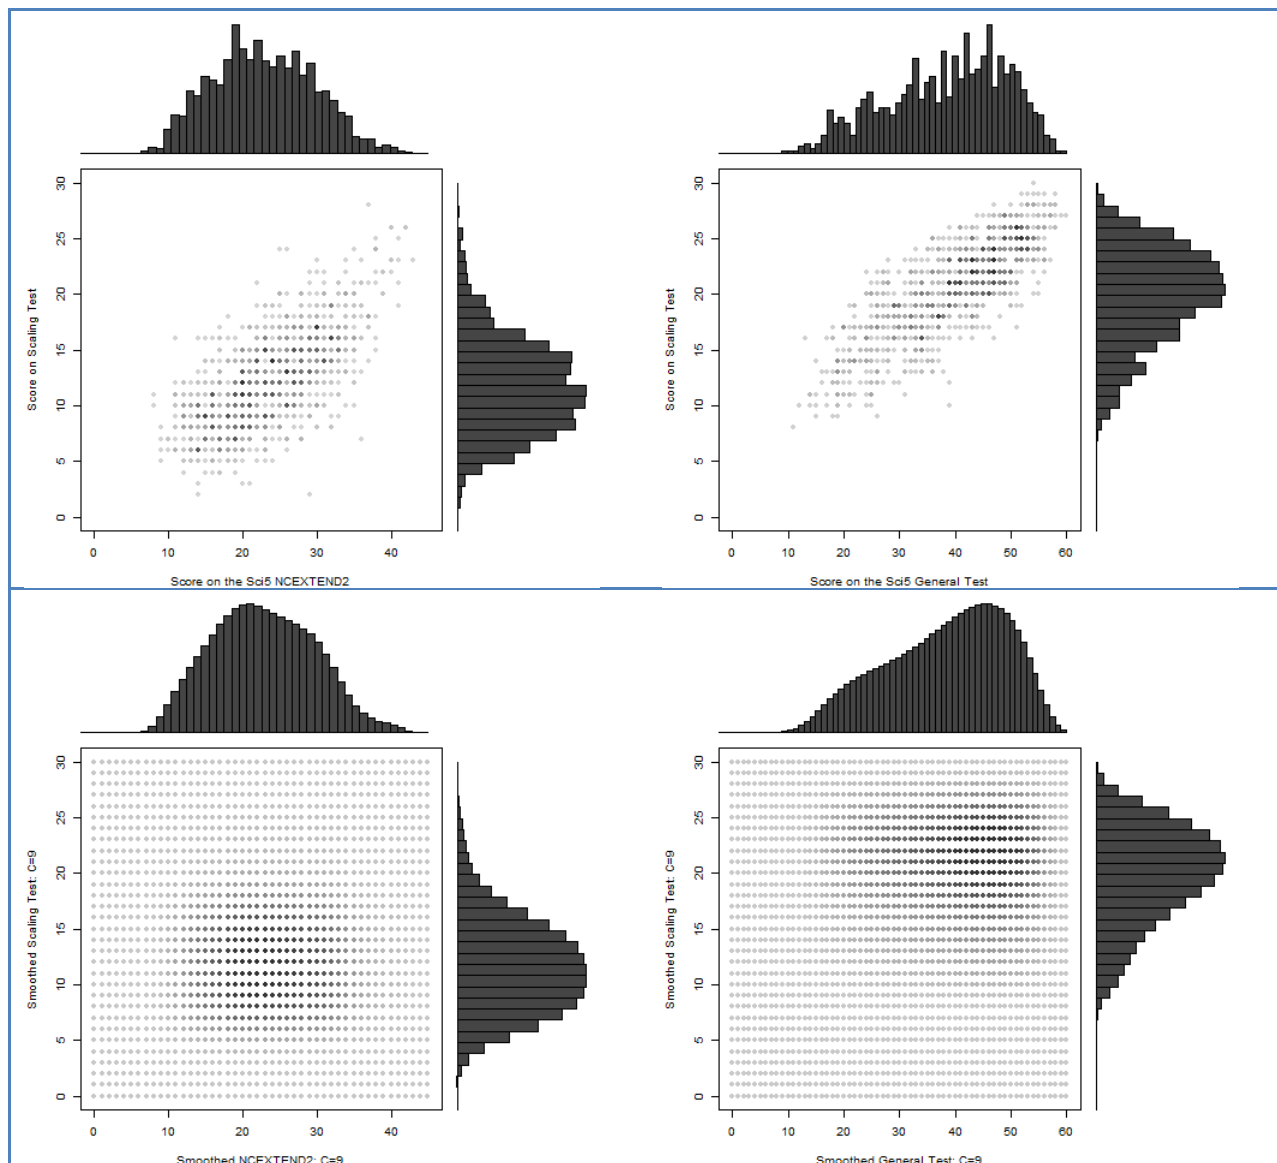 Score on Scaling Test
30
25
20
15
10
5
0
0 10 20 30 40
Score on the Sci5 NCEXTEND2
Score on Scaling Test
30
25
20
15
10
5
0
0 10 20 30 40 50 60
Score on the Sci5 General Test
Smoothed Scaling Test: C=9
30
25
20
15
10
5
0
0 10 20 30 40
Smoothed NCEXTEND2: C=9
Smoothed Scaling Test: C=9
30
25
20
15
10
5
0
0 10 20 30 40 50 60
Smoothed General Test: C=9